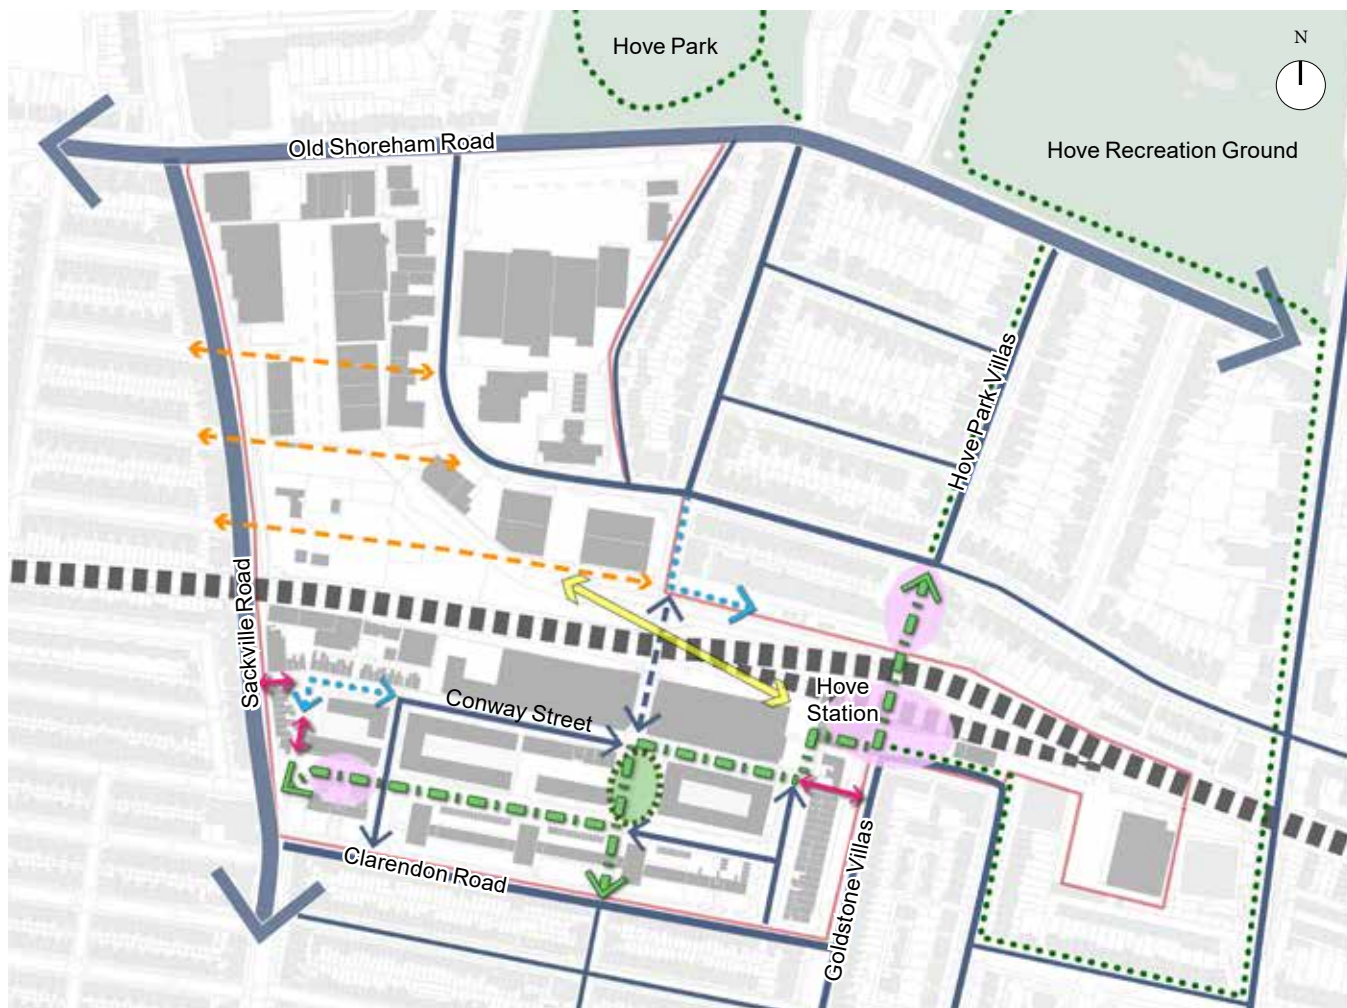 Hove Park
N
Old Shoreham Road
Hove Recreation Ground
Hove Park Villas
Sackville Road
Hove
Station
Conway Street
Clarendon Road
Goldstone Villas